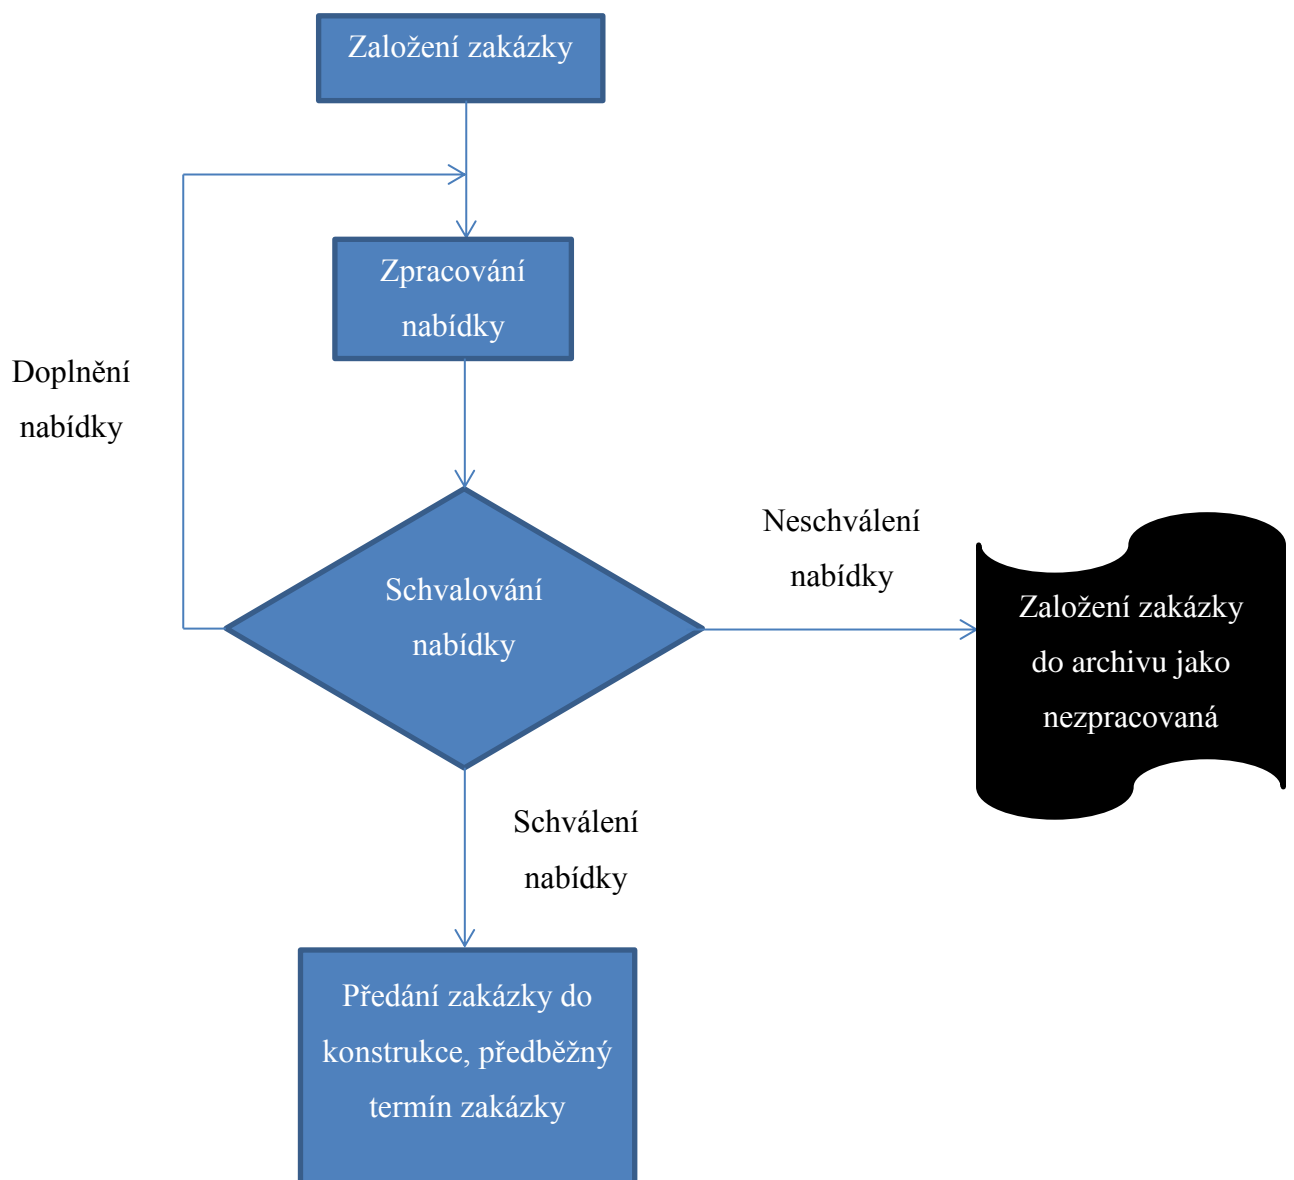 Založení zakázky
Zpracování
nabídky
Doplnění
nabídky
Schvalování
nabídky
Neschválení
nabídky
Založení zakázky
do archivu jako
nezpracovaná
Schválení
nabídky
Předání zakázky do
konstrukce, předběžný
termín zakázky